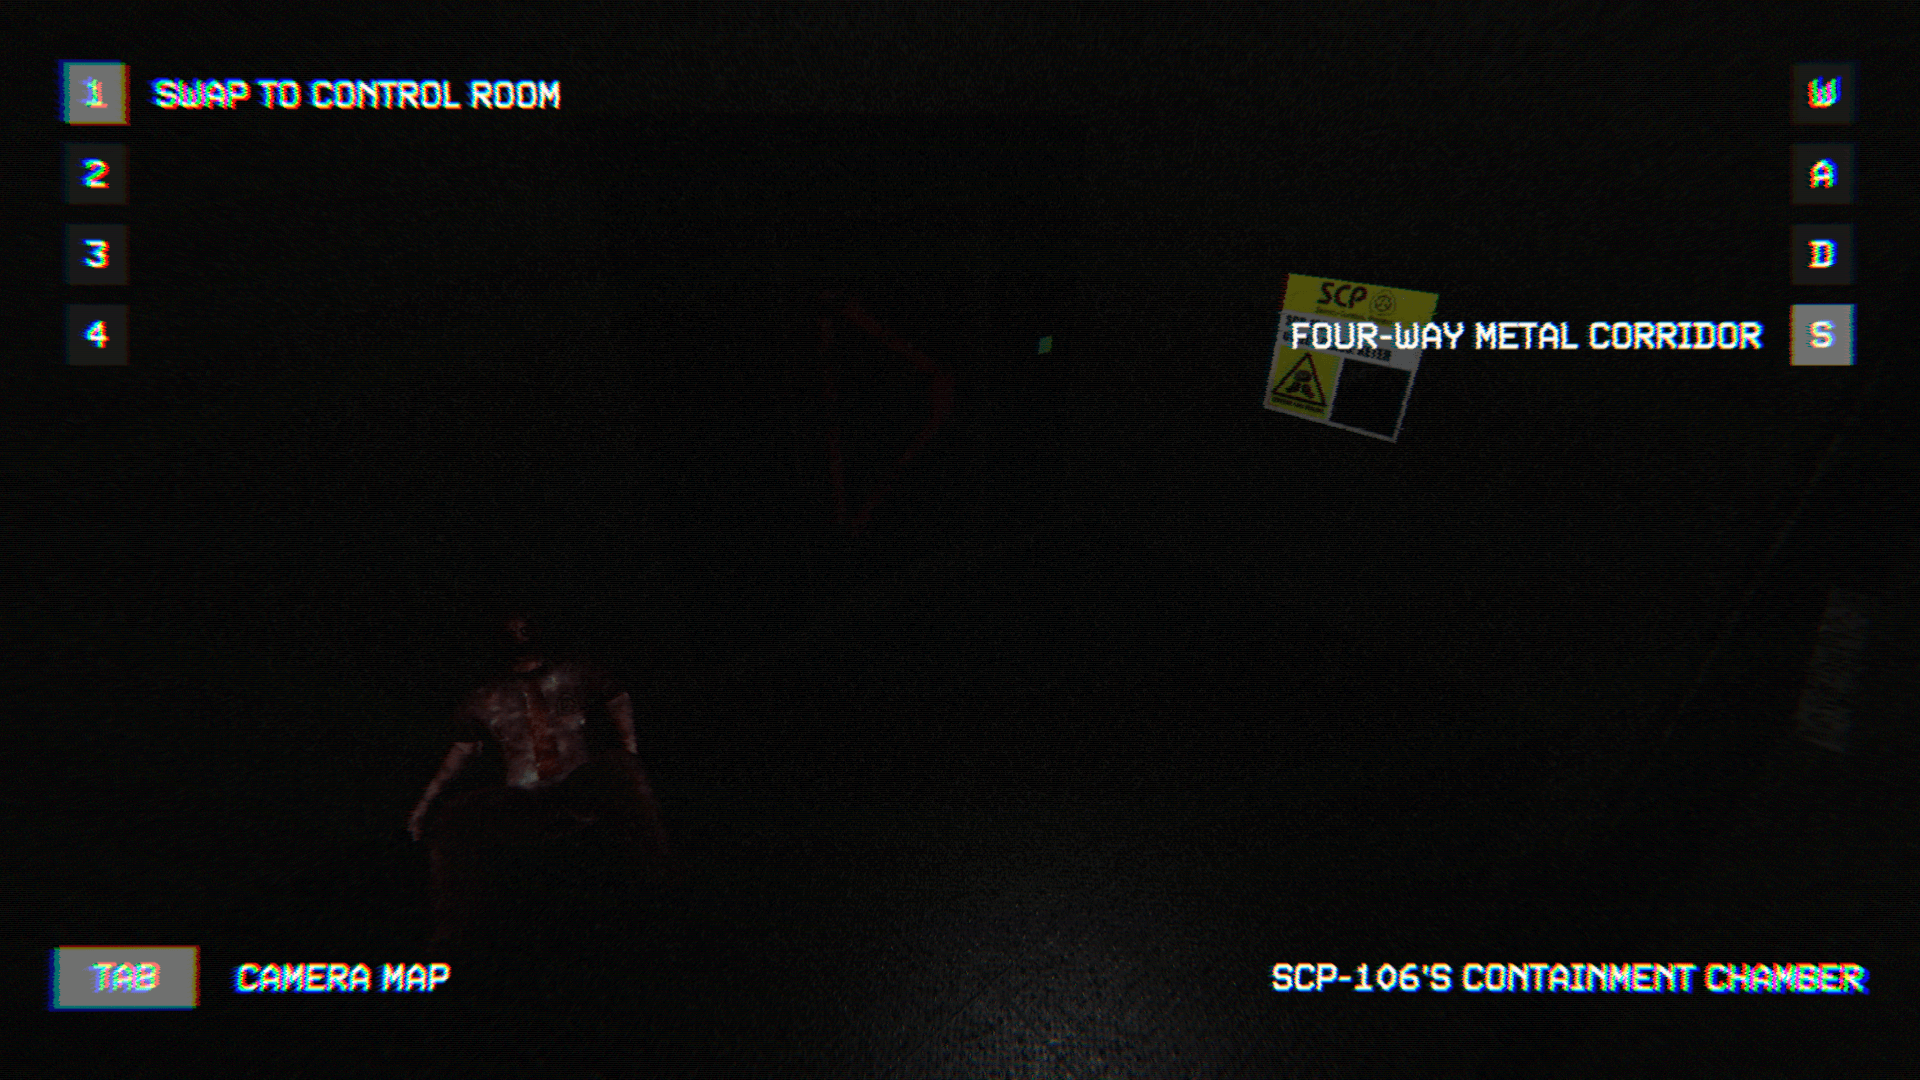 1 SWAP TO CONTROL ROOM
2
3
4
W
A
D
SCP
FOUR-WAY METAL CORRIDOR S
TAB CAMERA MAP
SCP-106'S CONTAINMENT CHAMBER